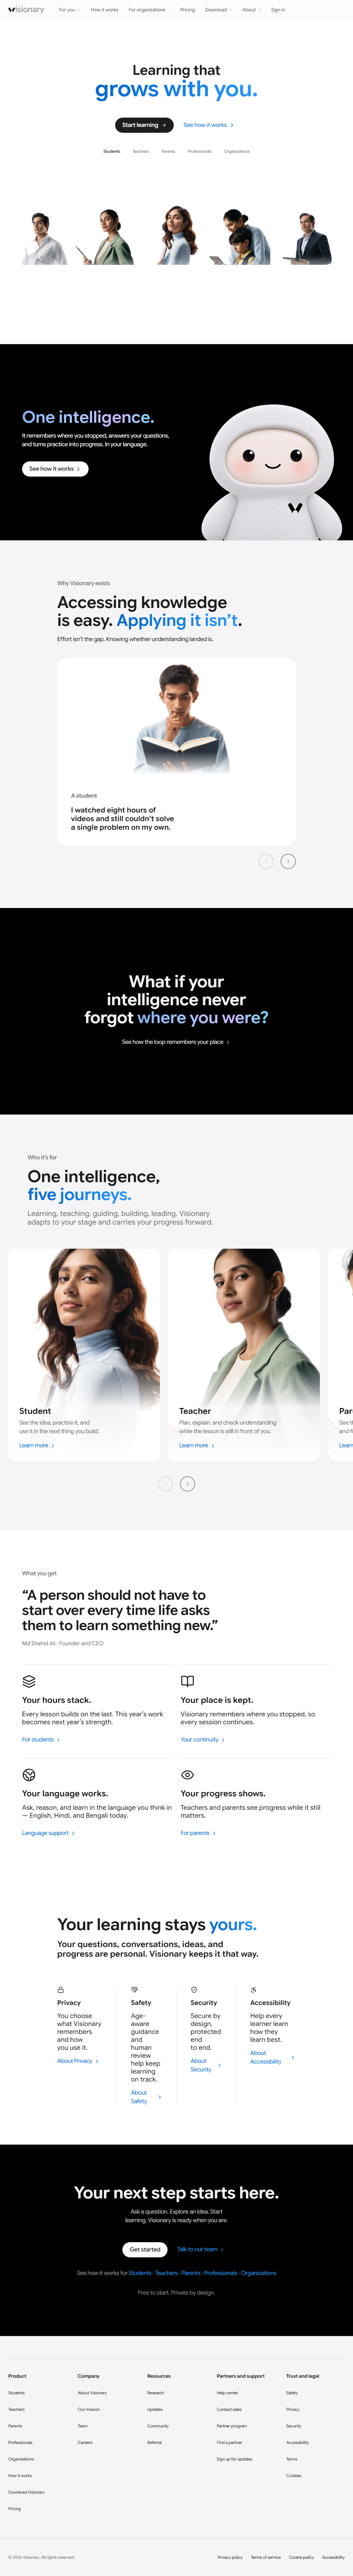 visionary
For you
How it works
For organizations
Pricing
Download
About
Sign in
Learning that
grows with you.
Start learning
See how it works
Students
Teachers
Parents
Professionals
Organizations
One intelligence.
It remembers where you stopped, answers your questions,
and turns practice into progress. In your language.
See how it works
Why Visionary exists
Accessing knowledge
is easy. Applying it isn’t.
Effort isn’t the gap. Knowing whether understanding landed is.
A student
I watched eight hours of
videos and still couldn’t solve
a single problem on my own.
What if your
intelligence never
forgot where you were?
See how the loop remembers your place
Who it’s for
One intelligence,
five journeys.
Learning, teaching, guiding, building, leading. Visionary
adapts to your stage and carries your progress forward.
Student
See the idea, practise it, and
use it in the next thing you build.
Learn more
Teacher
Plan, explain, and check understanding
while the lesson is still in front of you.
Learn more
Par
See th
and fi
Learn
What you get
“A person should not have to
start over every time life asks
them to learn something new.”
Md Shahid Ali · Founder and CEO
Your hours stack.
Every lesson builds on the last. This year’s work
becomes next year’s strength.
For students
Your place is kept.
Visionary remembers where you stopped, so
every session continues.
Your continuity
Your language works.
Ask, reason, and learn in the language you think in
— English, Hindi, and Bengali today.
Language support
Your progress shows.
Teachers and parents see progress while it still
matters.
For parents
Your learning stays yours.
Your questions, conversations, ideas, and
progress are personal. Visionary keeps it that way.
Privacy
You choose
what Visionary
remembers
and how
you use it.
About Privacy
Safety
Age-
aware
guidance
and
human
review
help keep
learning
on track.
About
Safety
Security
Secure by
design,
protected
end
to end.
About
Security
Accessibility
Help every
learner learn
how they
learn best.
About
Accessibility
Your next step starts here.
Ask a question. Explore an idea. Start
learning. Visionary is ready when you are.
Get started
Talk to our team
See how it works for Students · Teachers · Parents · Professionals · Organizations
Free to start. Private by design.
Product
Students
Teachers
Parents
Professionals
Organisations
How it works
Download Visionary
Pricing
Company
About Visionary
Our mission
Team
Careers
Resources
Research
Updates
Community
Referral
Partners and support
Help center
Contact sales
Partner program
Find a partner
Sign up for updates
Trust and legal
Safety
Privacy
Security
Accessibility
Terms
Cookies
© 2026 Visionary. All rights reserved.
Privacy policy
Terms of service
Cookie policy
Accessibility